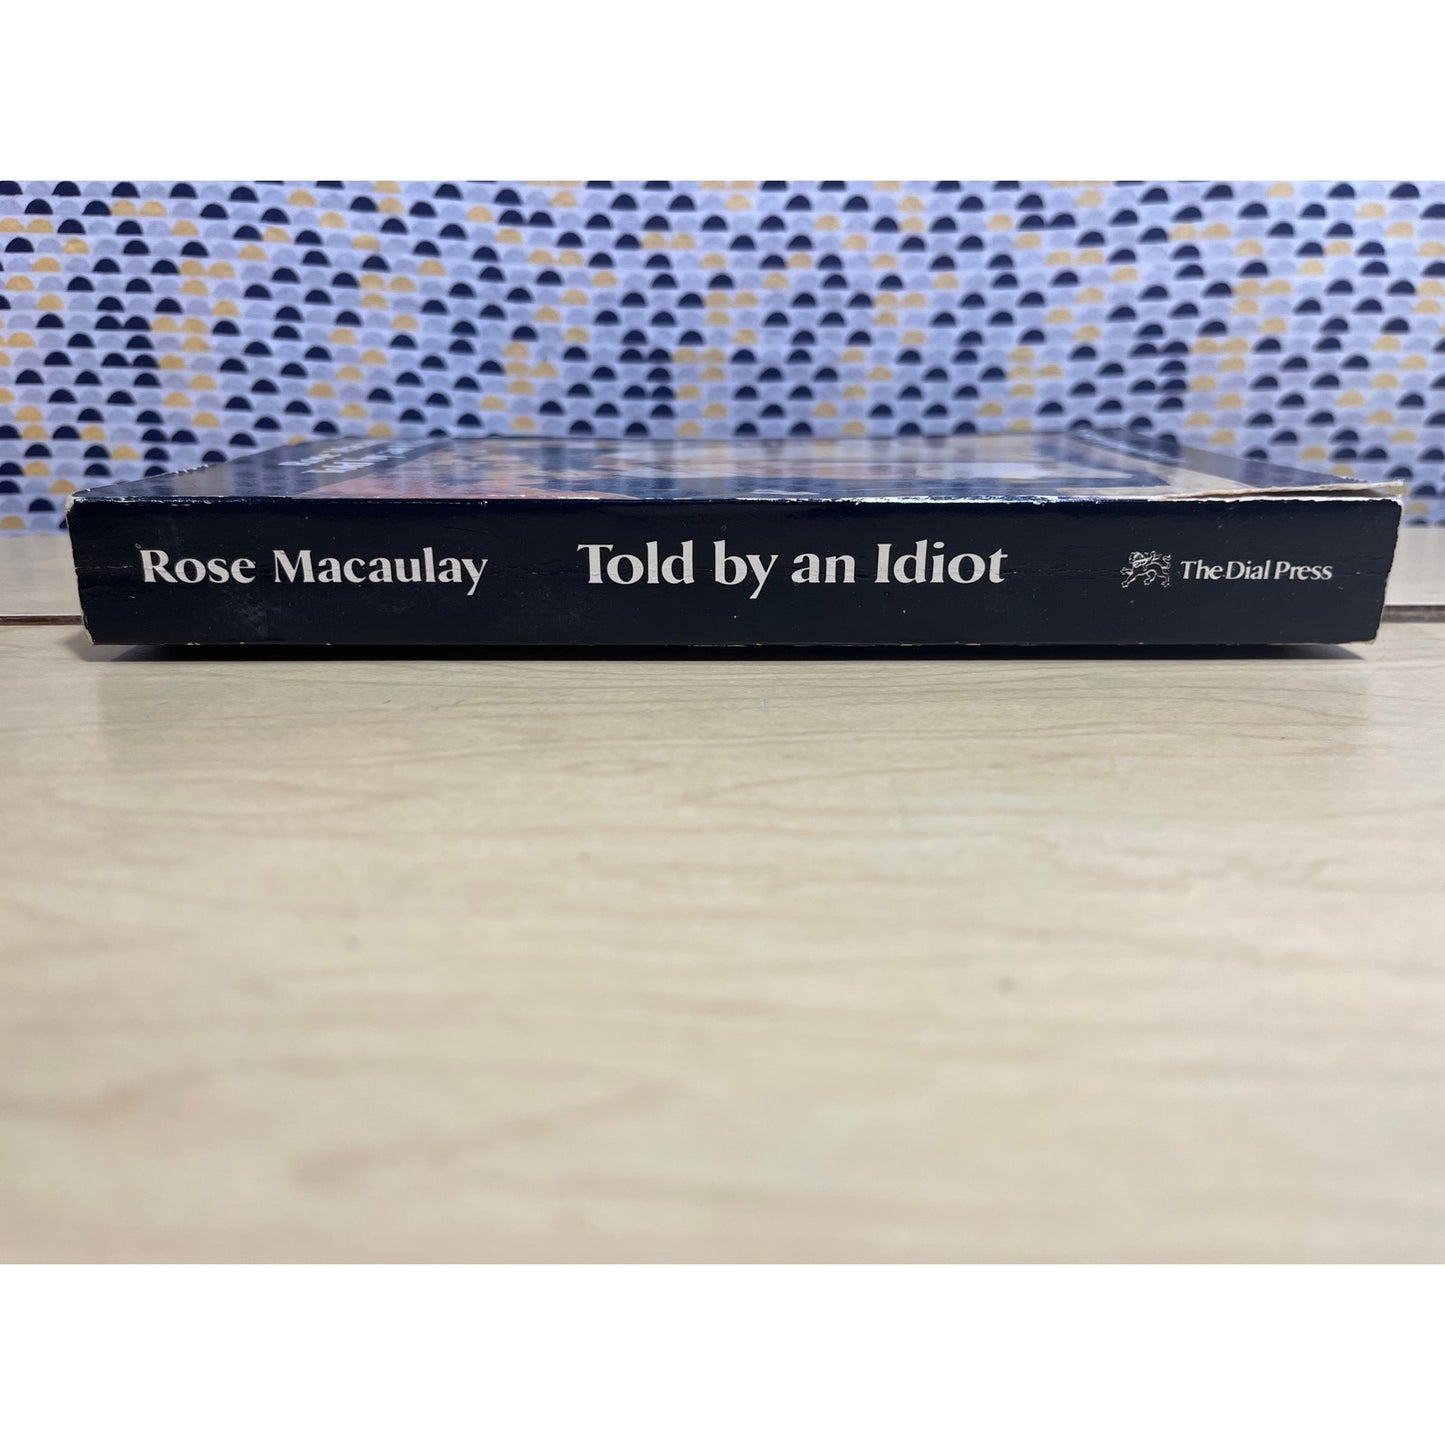 Rose Macaulay Told by an Idiot The Dial Press